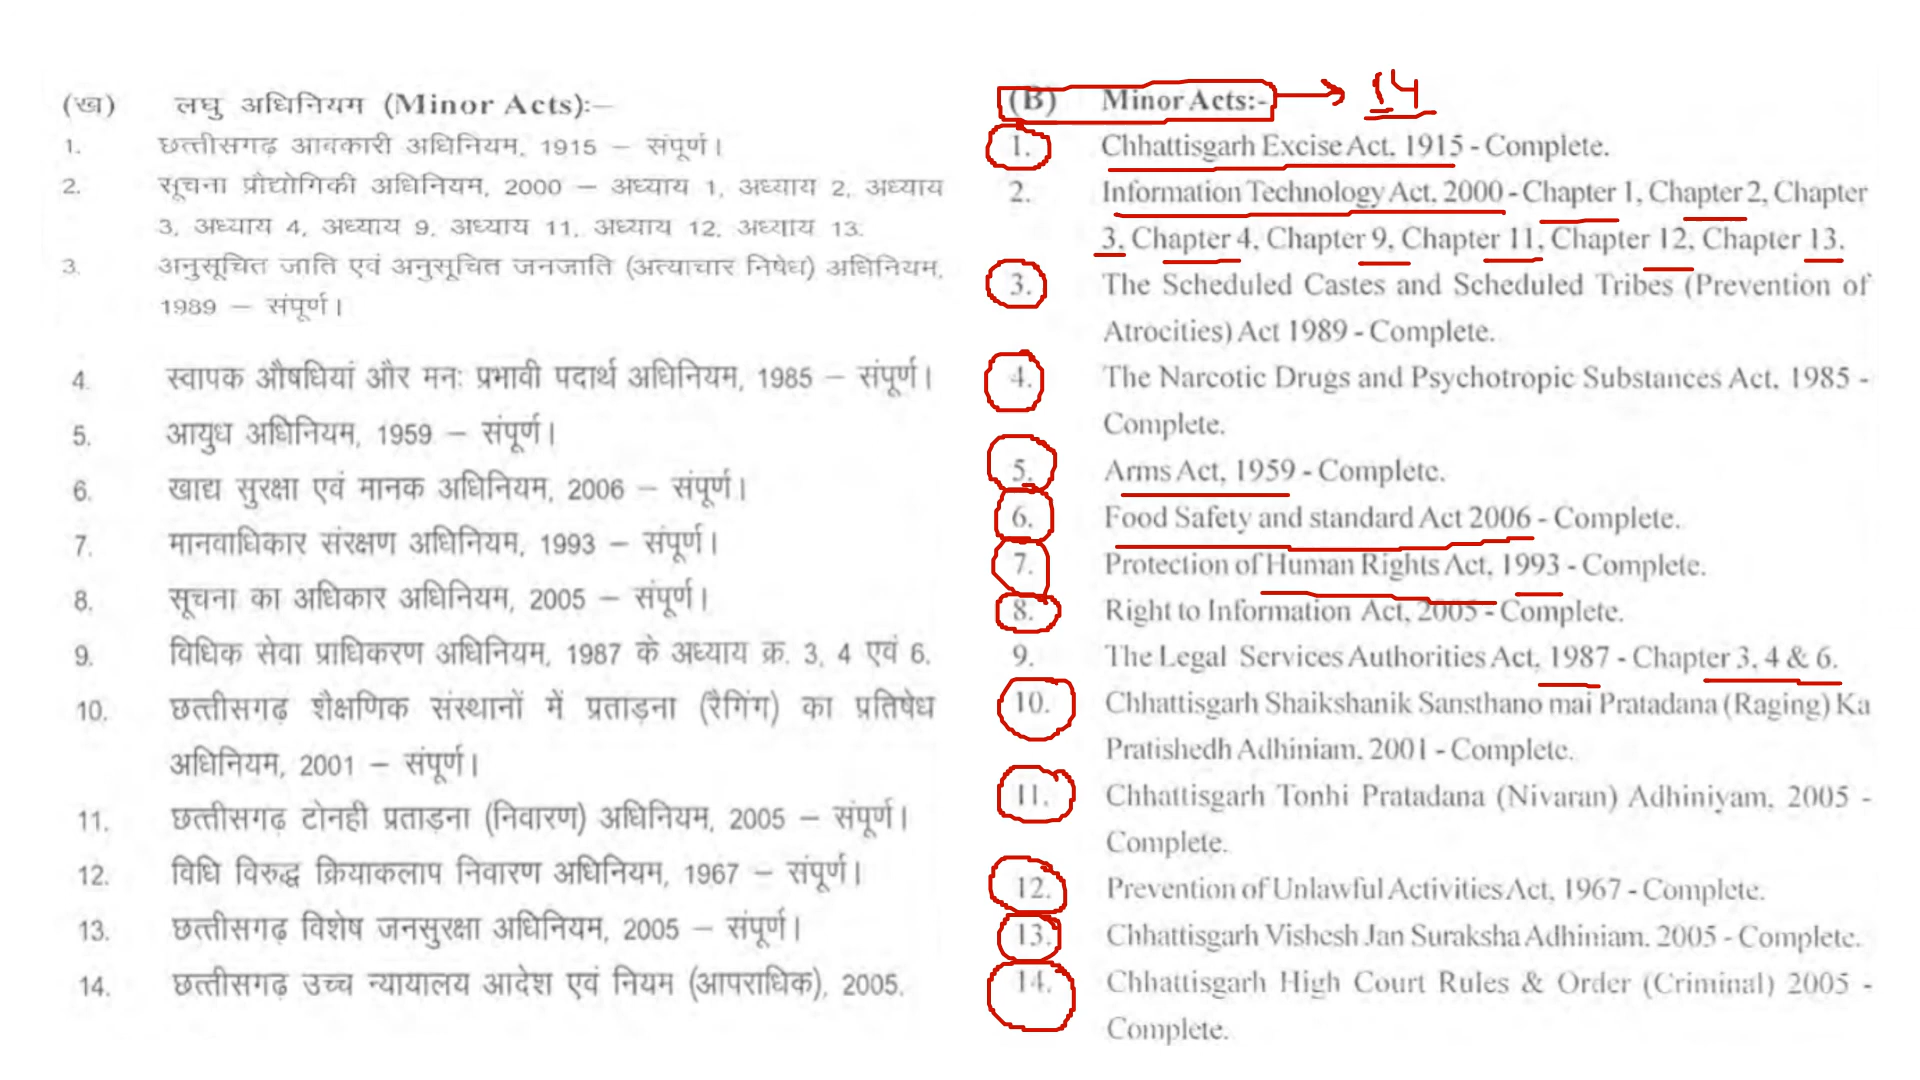 (ख) लघु अधिनियम (Minor Acts):–
1. छत्तीसगढ़ आबकारी अधिनियम, 1915 – संपूर्ण।
2. सूचना प्रौद्योगिकी अधिनियम, 2000 – अध्याय 1, अध्याय 2, अध्याय
3, अध्याय 4, अध्याय 9, अध्याय 11, अध्याय 12, अध्याय 13.
3. अनुसूचित जाति एवं अनुसूचित जनजाति (अत्याचार निषेध) अधिनियम,
1989 – संपूर्ण।
4. स्वापक औषधियां और मनः प्रभावी पदार्थ अधिनियम, 1985 – संपूर्ण।
5. आयुध अधिनियम, 1959 – संपूर्ण।
6. खाद्य सुरक्षा एवं मानक अधिनियम, 2006 – संपूर्ण।
7. मानवाधिकार संरक्षण अधिनियम, 1993 – संपूर्ण।
8. सूचना का अधिकार अधिनियम, 2005 – संपूर्ण।
9. विधिक सेवा प्राधिकरण अधिनियम, 1987 के अध्याय क्र. 3, 4 एवं 6.
10. छत्तीसगढ़ शैक्षणिक संस्थानों में प्रताड़ना (रैगिंग) का प्रतिषेध
अधिनियम, 2001 – संपूर्ण।
11. छत्तीसगढ़ टोनही प्रताड़ना (निवारण) अधिनियम, 2005 – संपूर्ण।
12. विधि विरुद्ध क्रियाकलाप निवारण अधिनियम, 1967 – संपूर्ण।
13. छत्तीसगढ़ विशेष जनसुरक्षा अधिनियम, 2005 – संपूर्ण।
14. छत्तीसगढ़ उच्च न्यायालय आदेश एवं नियम (आपराधिक), 2005.
(B) Minor Acts:- → 14
1. Chhattisgarh Excise Act, 1915 - Complete.
2. Information Technology Act, 2000 - Chapter 1, Chapter 2, Chapter
3, Chapter 4, Chapter 9, Chapter 11, Chapter 12, Chapter 13.
3. The Scheduled Castes and Scheduled Tribes (Prevention of
Atrocities) Act 1989 - Complete.
4. The Narcotic Drugs and Psychotropic Substances Act, 1985 -
Complete.
5. Arms Act, 1959 - Complete.
6. Food Safety and standard Act 2006 - Complete.
7. Protection of Human Rights Act, 1993 - Complete.
8. Right to Information Act, 2005 - Complete.
9. The Legal Services Authorities Act, 1987 - Chapter 3, 4 & 6.
10. Chhattisgarh Shaikshanik Sansthano mai Pratadana (Raging) Ka
Pratishedh Adhiniam, 2001 - Complete.
11. Chhattisgarh Tonhi Pratadana (Nivaran) Adhiniyam, 2005 -
Complete.
12. Prevention of Unlawful Activities Act, 1967 - Complete.
13. Chhattisgarh Vishesh Jan Suraksha Adhiniam, 2005 - Complete.
14. Chhattisgarh High Court Rules & Order (Criminal) 2005 -
Complete.